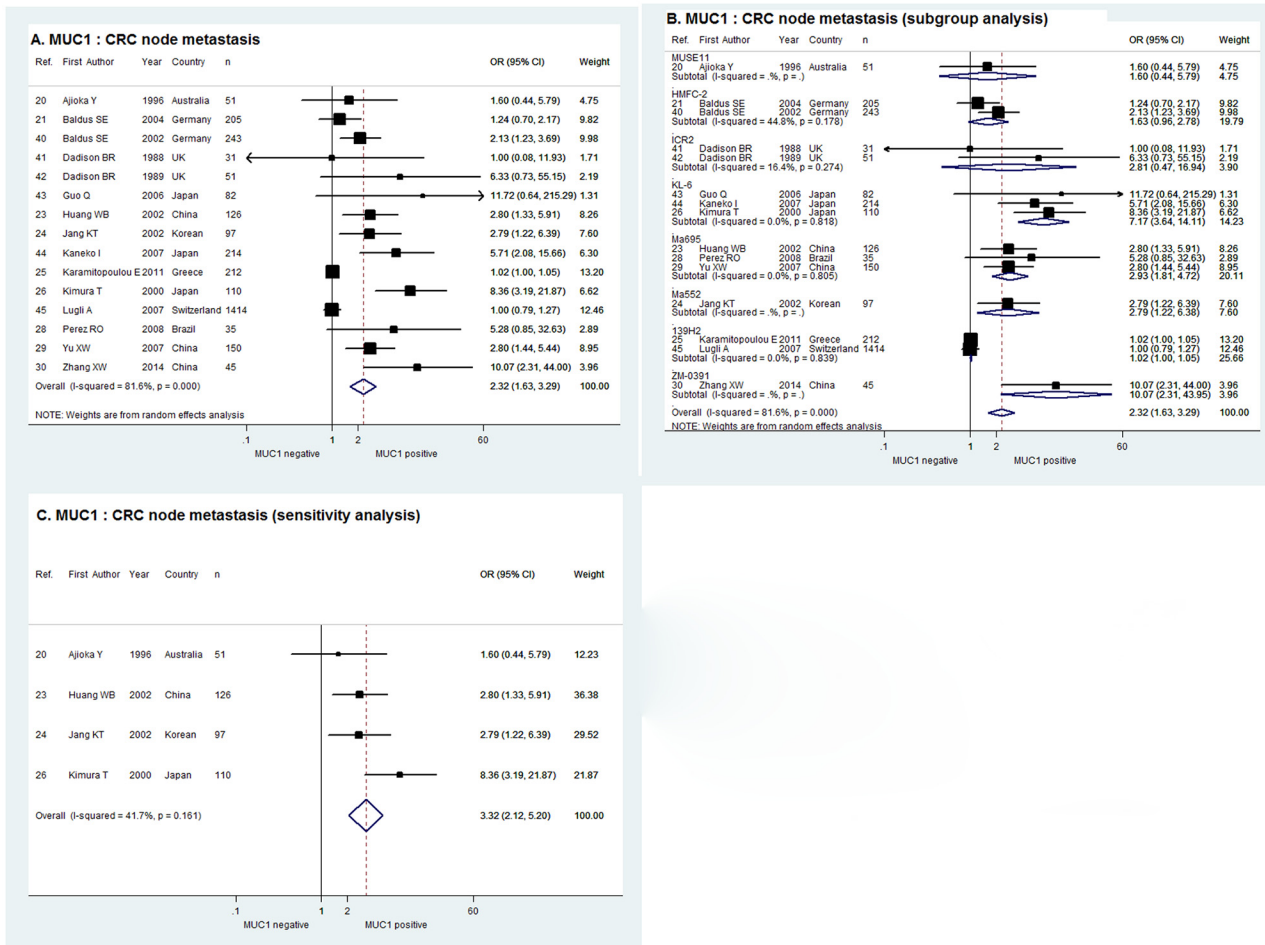 A. MUC1 : CRC node metastasis
Ref. First Author Year Country n OR (95% CI) Weight
20 Ajioka Y 1996 Australia 51 1.60 (0.44, 5.79) 4.75
21 Baldus SE 2004 Germany 205 1.24 (0.70, 2.17) 9.82
40 Baldus SE 2002 Germany 243 2.13 (1.23, 3.69) 9.98
41 Dadison BR 1988 UK 31 1.00 (0.08, 11.93) 1.71
42 Dadison BR 1989 UK 51 6.33 (0.73, 55.15) 2.19
43 Guo Q 2006 Japan 82 11.72 (0.64, 215.29) 1.31
23 Huang WB 2002 China 126 2.80 (1.33, 5.91) 8.26
24 Jang KT 2002 Korean 97 2.79 (1.22, 6.39) 7.60
44 Kaneko I 2007 Japan 214 5.71 (2.08, 15.66) 6.30
25 Karamitopoulou E 2011 Greece 212 1.02 (1.00, 1.05) 13.20
26 Kimura T 2000 Japan 110 8.36 (3.19, 21.87) 6.62
45 Lugli A 2007 Switzerland 1414 1.00 (0.79, 1.27) 12.46
28 Perez RO 2008 Brazil 35 5.28 (0.85, 32.63) 2.89
29 Yu XW 2007 China 150 2.80 (1.44, 5.44) 8.95
30 Zhang XW 2014 China 45 10.07 (2.31, 44.00) 3.96
Overall (I-squared = 81.6%, p = 0.000) 2.32 (1.63, 3.29) 100.00
NOTE: Weights are from random effects analysis
.1 1 2 60
MUC1 negative MUC1 positive
B. MUC1 : CRC node metastasis (subgroup analysis)
Ref. First Author Year Country n OR (95% CI) Weight
MUSE11
20 Ajioka Y 1996 Australia 51 1.60 (0.44, 5.79) 4.75
Subtotal (I-squared = .%, p = .) 1.60 (0.44, 5.79) 4.75
HMFC-2
21 Baldus SE 2004 Germany 205 1.24 (0.70, 2.17) 9.82
40 Baldus SE 2002 Germany 243 2.13 (1.23, 3.69) 9.98
Subtotal (I-squared = 44.8%, p = 0.178) 1.63 (0.96, 2.78) 19.79
ICR2
41 Dadison BR 1988 UK 31 1.00 (0.08, 11.93) 1.71
42 Dadison BR 1989 UK 51 6.33 (0.73, 55.15) 2.19
Subtotal (I-squared = 16.4%, p = 0.274) 2.81 (0.47, 16.94) 3.90
KL-6
43 Guo Q 2006 Japan 82 11.72 (0.64, 215.29) 1.31
44 Kaneko I 2007 Japan 214 5.71 (2.08, 15.66) 6.30
26 Kimura T 2000 Japan 110 8.36 (3.19, 21.87) 6.62
Subtotal (I-squared = 0.0%, p = 0.818) 7.17 (3.64, 14.11) 14.23
Ma695
23 Huang WB 2002 China 126 2.80 (1.33, 5.91) 8.26
28 Perez RO 2008 Brazil 35 5.28 (0.85, 32.63) 2.89
29 Yu XW 2007 China 150 2.80 (1.44, 5.44) 8.95
Subtotal (I-squared = 0.0%, p = 0.805) 2.93 (1.81, 4.72) 20.11
Ma552
24 Jang KT 2002 Korean 97 2.79 (1.22, 6.39) 7.60
Subtotal (I-squared = .%, p = .) 2.79 (1.22, 6.38) 7.60
139H2
25 Karamitopoulou E 2011 Greece 212 1.02 (1.00, 1.05) 13.20
45 Lugli A 2007 Switzerland 1414 1.00 (0.79, 1.27) 12.46
Subtotal (I-squared = 0.0%, p = 0.839) 1.02 (1.00, 1.05) 25.66
ZM-0391
30 Zhang XW 2014 China 45 10.07 (2.31, 44.00) 3.96
Subtotal (I-squared = .%, p = .) 10.07 (2.31, 43.95) 3.96
Overall (I-squared = 81.6%, p = 0.000) 2.32 (1.63, 3.29) 100.00
NOTE: Weights are from random effects analysis
.1 1 2 60
MUC1 negative MUC1 positive
C. MUC1 : CRC node metastasis (sensitivity analysis)
Ref. First Author Year Country n OR (95% CI) Weight
20 Ajioka Y 1996 Australia 51 1.60 (0.44, 5.79) 12.23
23 Huang WB 2002 China 126 2.80 (1.33, 5.91) 36.38
24 Jang KT 2002 Korean 97 2.79 (1.22, 6.39) 29.52
26 Kimura T 2000 Japan 110 8.36 (3.19, 21.87) 21.87
Overall (I-squared = 41.7%, p = 0.161) 3.32 (2.12, 5.20) 100.00
.1 1 2 60
MUC1 negative MUC1 positive